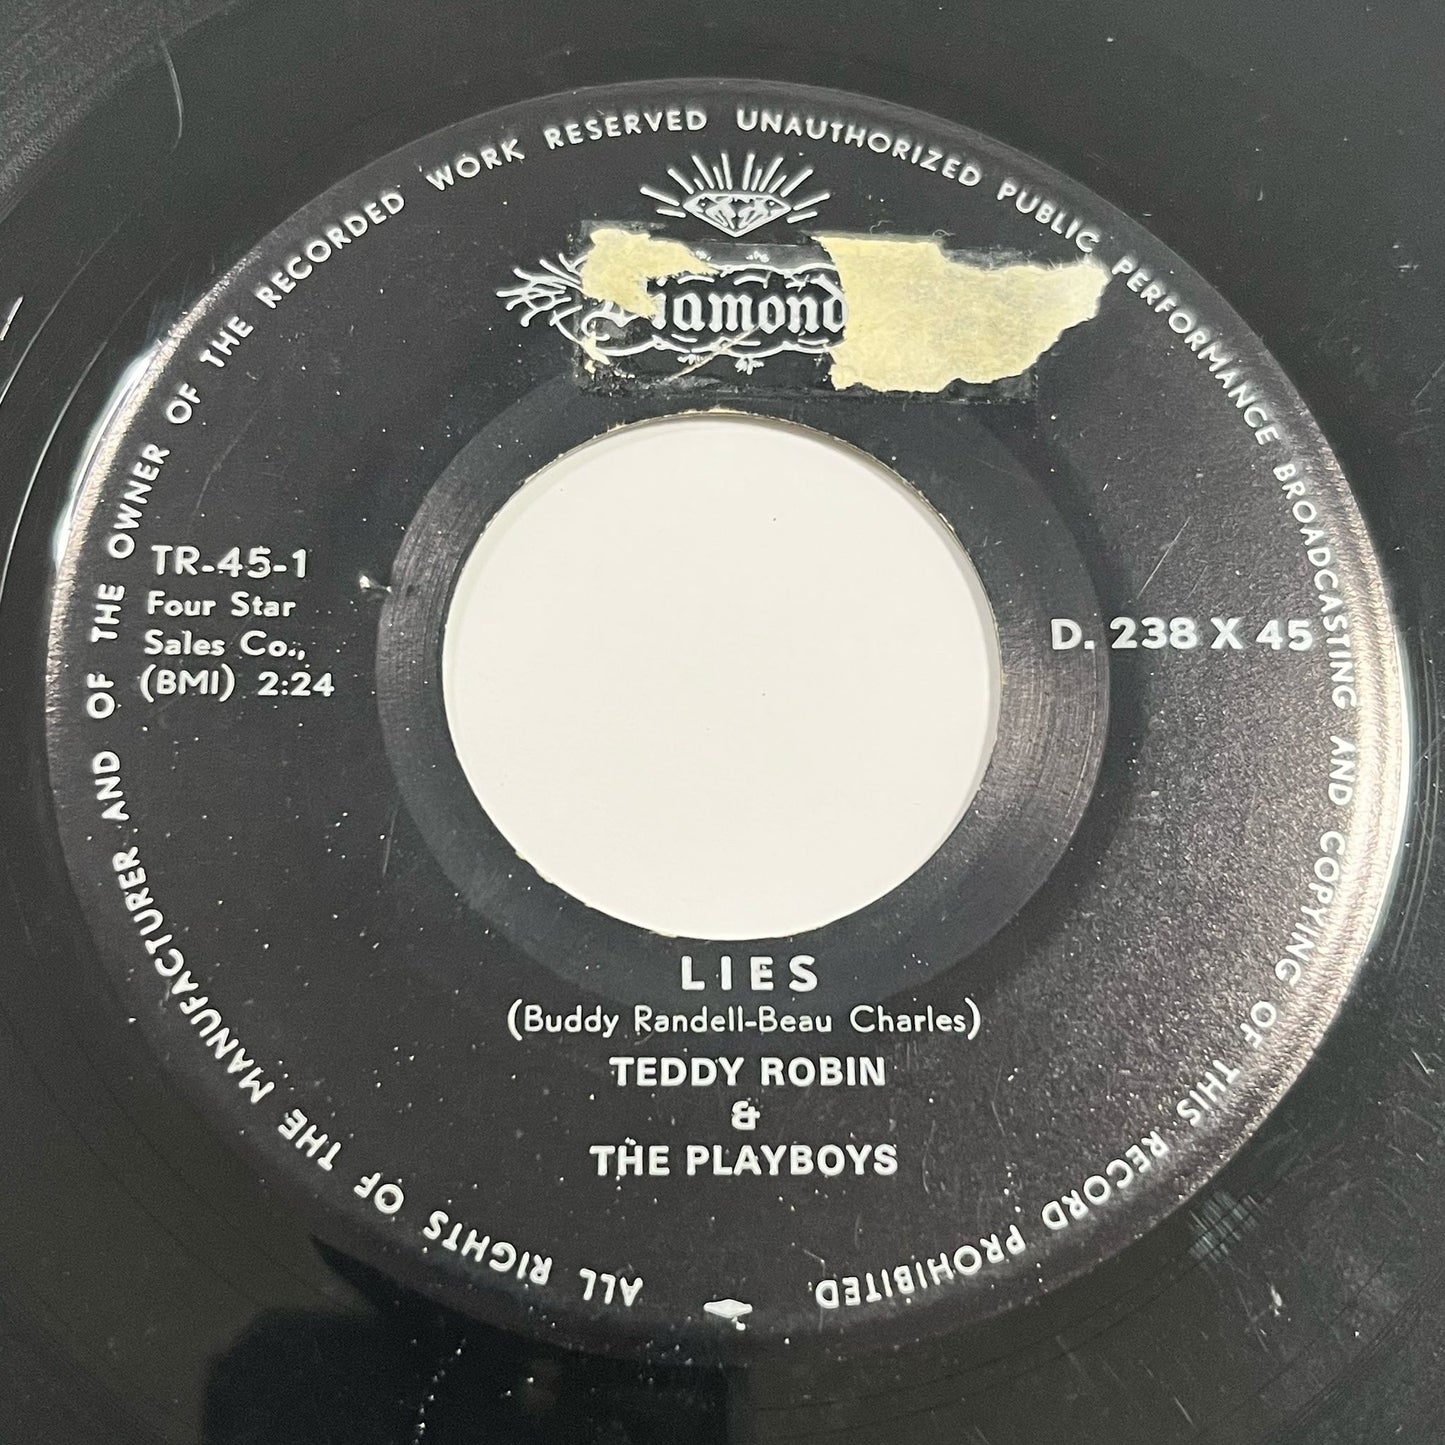 ALL RIGHTS OF THE MANUFACTURER AND OF THE OWNER OF THE RECORDED WORK RESERVED UNAUTHORIZED PUBLIC PERFORMANCE BROADCASTING AND COPYING OF THIS RECORD PROHIBITED
Diamond
TR-45-1
Four Star
Sales Co.,
(BMI) 2:24
D. 238 X 45
LIES
(Buddy Randell-Beau Charles)
TEDDY ROBIN
&
THE PLAYBOYS